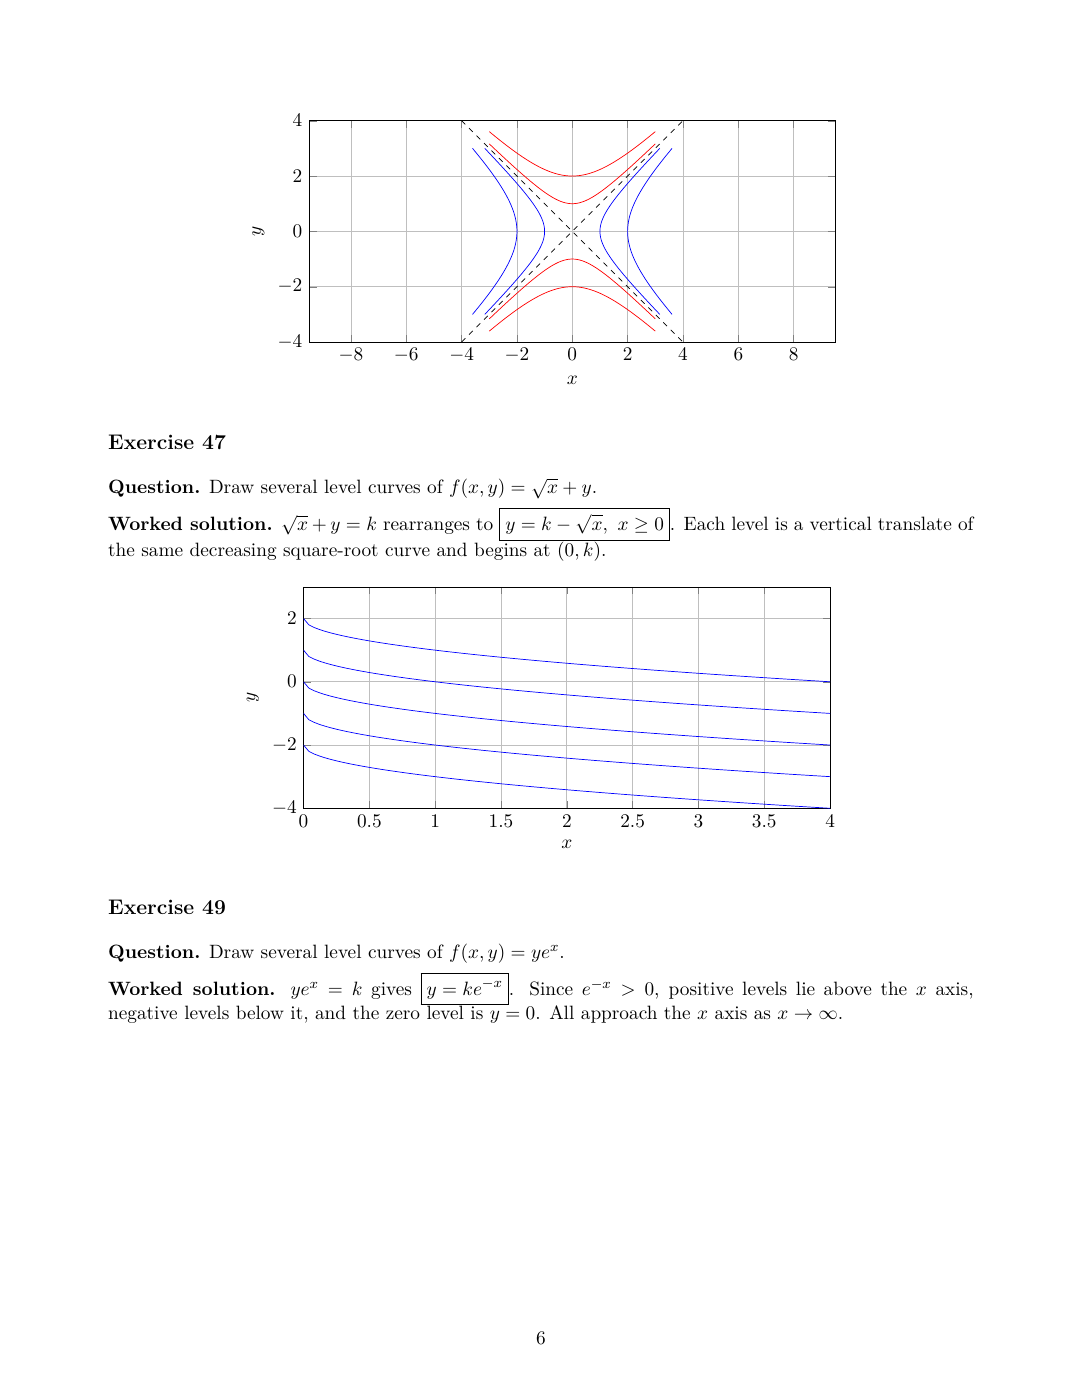 4
2
0
−2
−4
y
−8 −6 −4 −2 0 2 4 6 8
x
Exercise 47
Question. Draw several level curves of f(x, y) = √x + y.
Worked solution. √x + y = k rearranges to y = k − √x, x ≥ 0. Each level is a vertical translate of
the same decreasing square-root curve and begins at (0, k).
2
0
−2
−4
y
0 0.5 1 1.5 2 2.5 3 3.5 4
x
Exercise 49
Question. Draw several level curves of f(x, y) = yeˣ.
Worked solution. yeˣ = k gives y = ke⁻ˣ. Since e⁻ˣ > 0, positive levels lie above the x axis,
negative levels below it, and the zero level is y = 0. All approach the x axis as x → ∞.
6